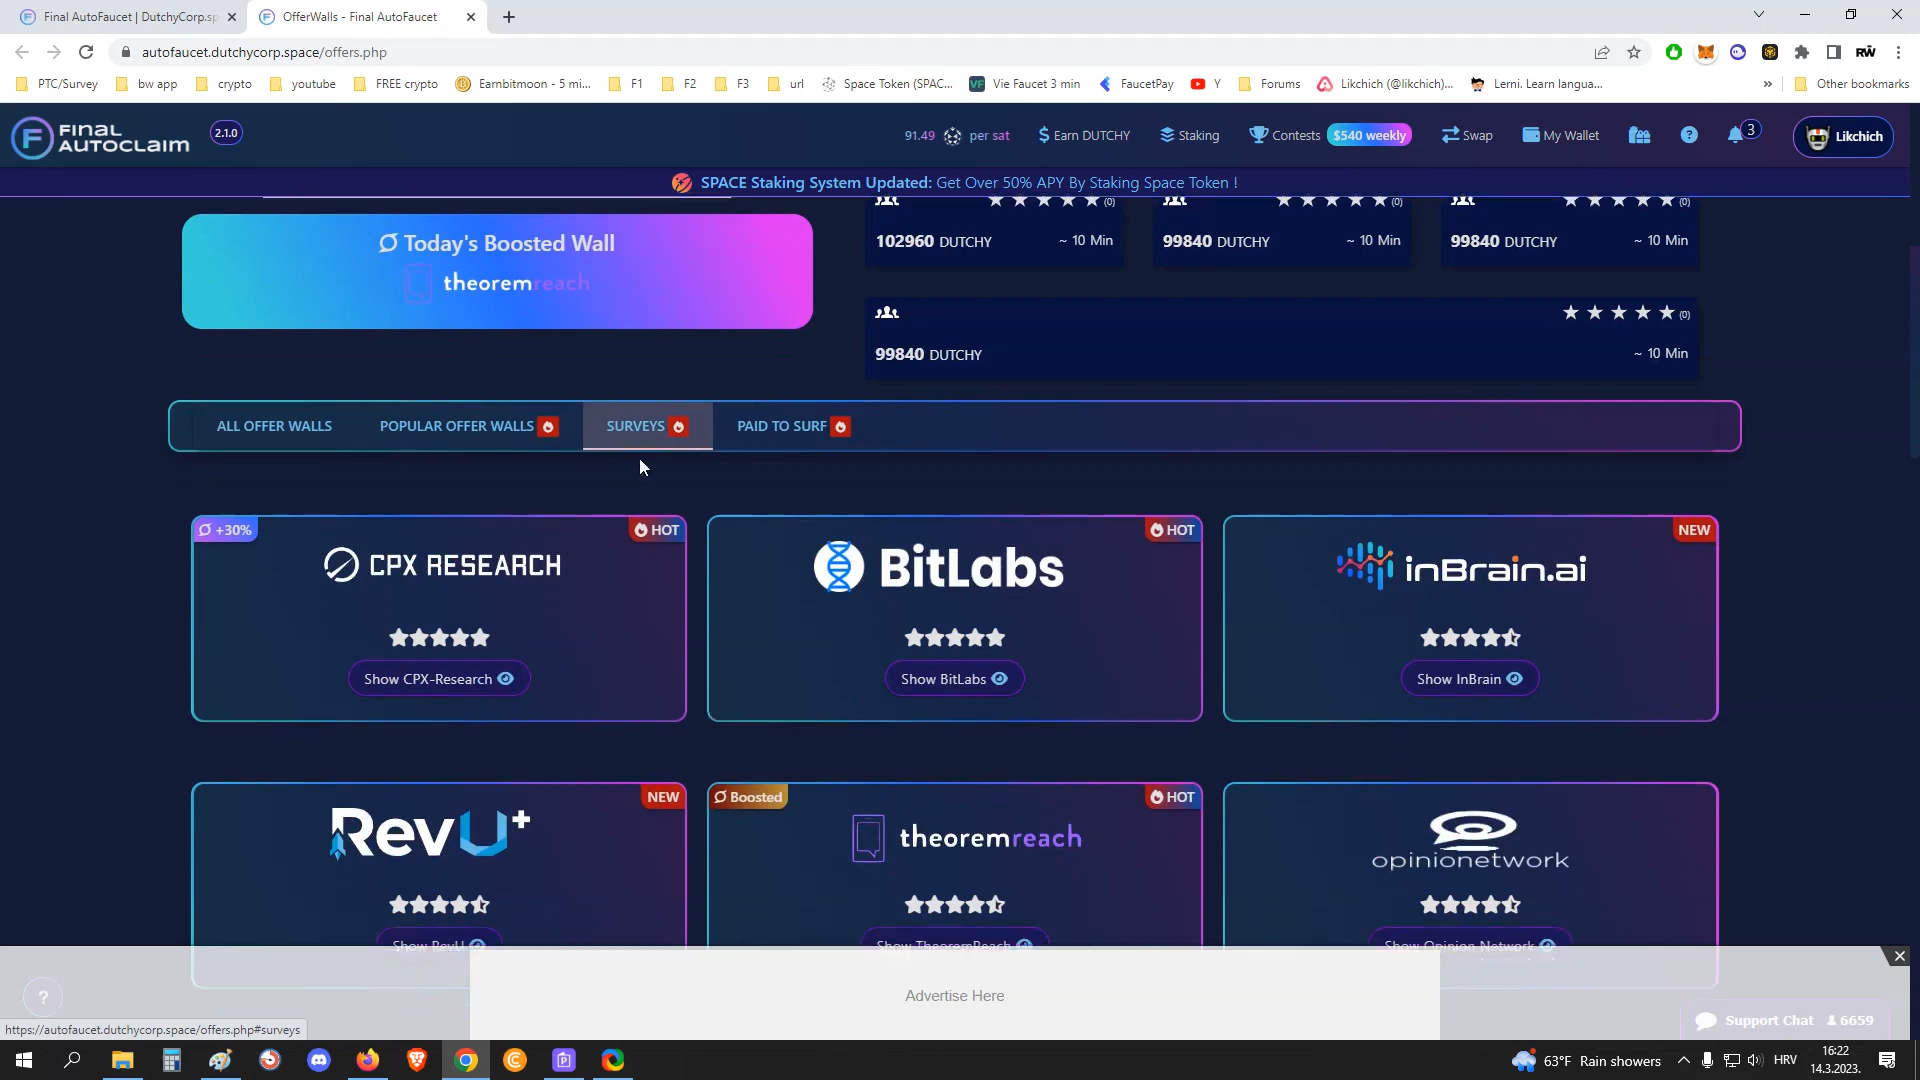 Final AutoFaucet | DutchyCorp.sp
OfferWalls - Final AutoFaucet
autofaucet.dutchycorp.space/offers.php
PTC/Survey
bw app
crypto
youtube
FREE crypto
Earnbitmoon - 5 mi...
F1
F2
F3
url
Space Token (SPAC...
Vie Faucet 3 min
FaucetPay
Y
Forums
Likchich (@likchich)...
Lerni. Learn langua...
»
Other bookmarks
FINAL AUTOCLAIM
2.1.0
91.49 per sat
$ Earn DUTCHY
Staking
Contests $540 weekly
Swap
My Wallet
3
Likchich
SPACE Staking System Updated: Get Over 50% APY By Staking Space Token !
Today's Boosted Wall
theoremreach
(0)
102960 DUTCHY ~ 10 Min
(0)
99840 DUTCHY ~ 10 Min
(0)
99840 DUTCHY ~ 10 Min
(0)
99840 DUTCHY ~ 10 Min
ALL OFFER WALLS
POPULAR OFFER WALLS
SURVEYS
PAID TO SURF
+30%
HOT
CPX RESEARCH
Show CPX-Research
HOT
BitLabs
Show BitLabs
NEW
inBrain.ai
Show InBrain
NEW
RevU+
Show RevU
Boosted
HOT
theoremreach
Show TheoremReach
opinionetwork
Show Opinion Network
Advertise Here
?
https://autofaucet.dutchycorp.space/offers.php#surveys
Support Chat 6659
63°F Rain showers
HRV
16:22
14.3.2023.